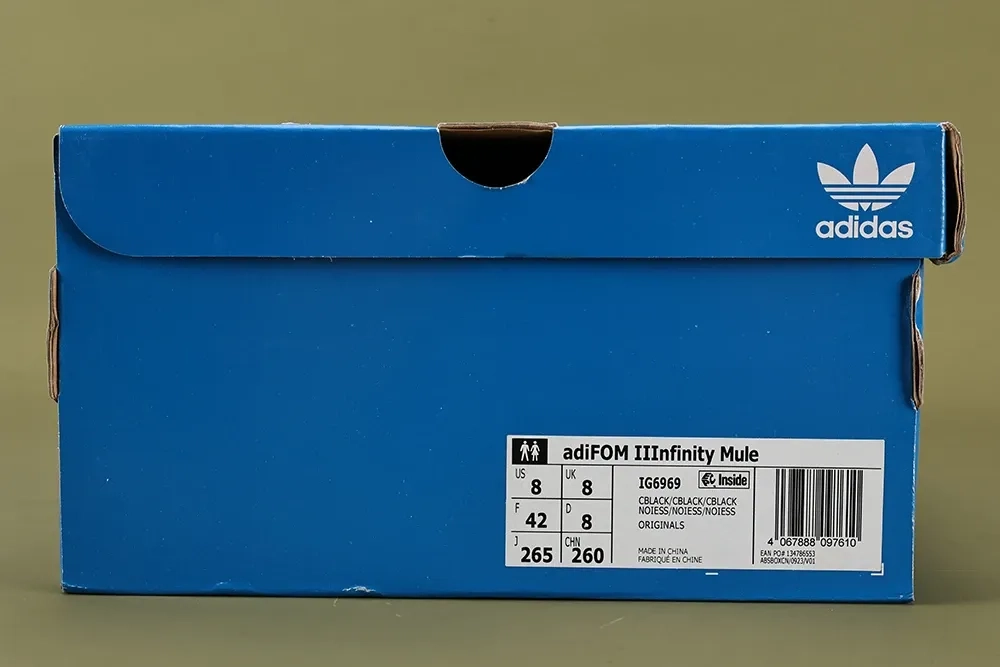 adidas
adiFOM IIInfinity Mule
US 8 UK 8
F 42 D 8
J 265 CHN 260
IG6969 Inside
CBLACK/CBLACK/CBLACK
NOIESS/NOIESS/NOIESS
ORIGINALS
MADE IN CHINA
FABRIQUÉ EN CHINE
4 067888 097610
EAN PO# 134786553
ABSBOXCN/0923/V01